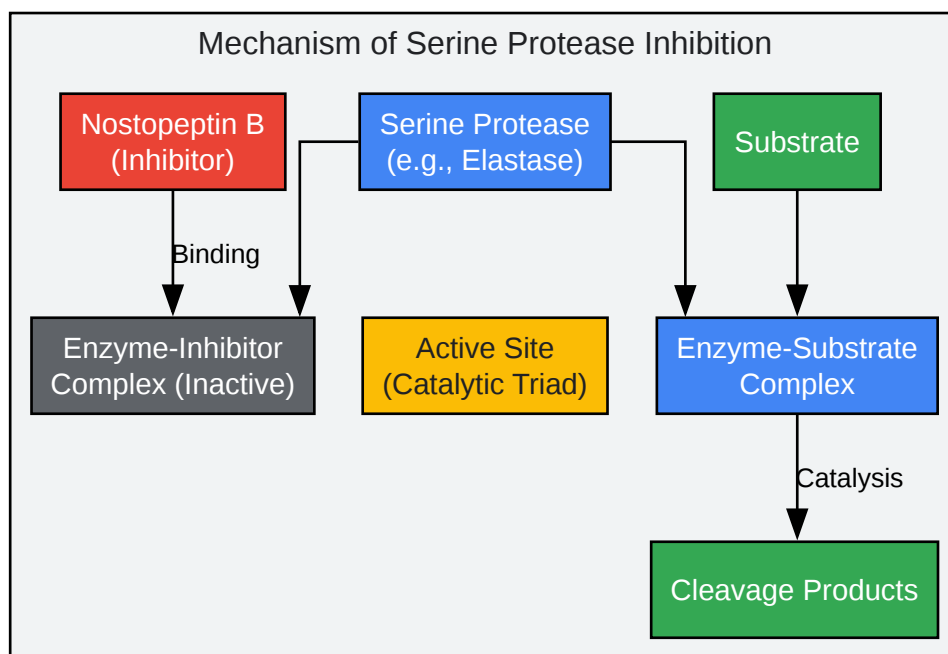 Mechanism of Serine Protease Inhibition
Nostopeptin B
(Inhibitor)
Serine Protease
(e.g., Elastase)
Substrate
Binding
Enzyme-Inhibitor
Complex (Inactive)
Active Site
(Catalytic Triad)
Enzyme-Substrate
Complex
Catalysis
Cleavage Products